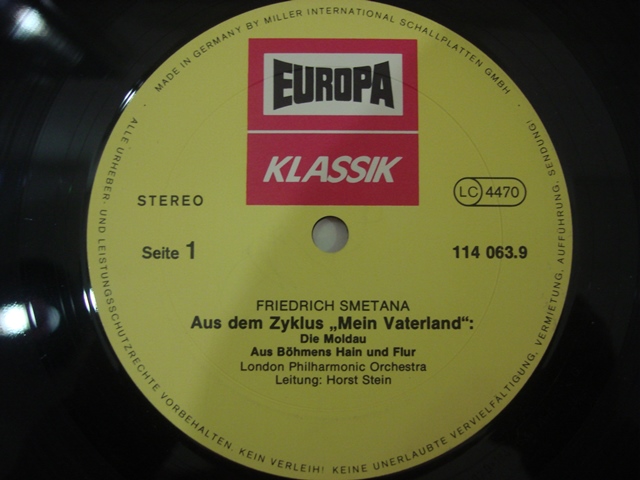 MADE IN GERMANY BY MILLER INTERNATIONAL SCHALLPLATTEN GMBH ·
EUROPA
KLASSIK
STEREO
LC 4470
Seite 1
114 063.9
FRIEDRICH SMETANA
Aus dem Zyklus „Mein Vaterland“:
Die Moldau
Aus Böhmens Hain und Flur
London Philharmonic Orchestra
Leitung: Horst Stein
ALLE URHEBER- UND LEISTUNGSSCHUTZRECHTE VORBEHALTEN. KEIN VERLEIH! KEINE UNERLAUBTE VERVIELFÄLTIGUNG, VERMIETUNG, AUFFÜHRUNG, SENDUNG!